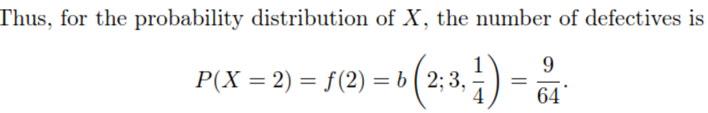 Thus, for the probability distribution of X, the number of defectives is
P(X = 2) = f(2) = b(2; 3, 1/4) = 9/64.